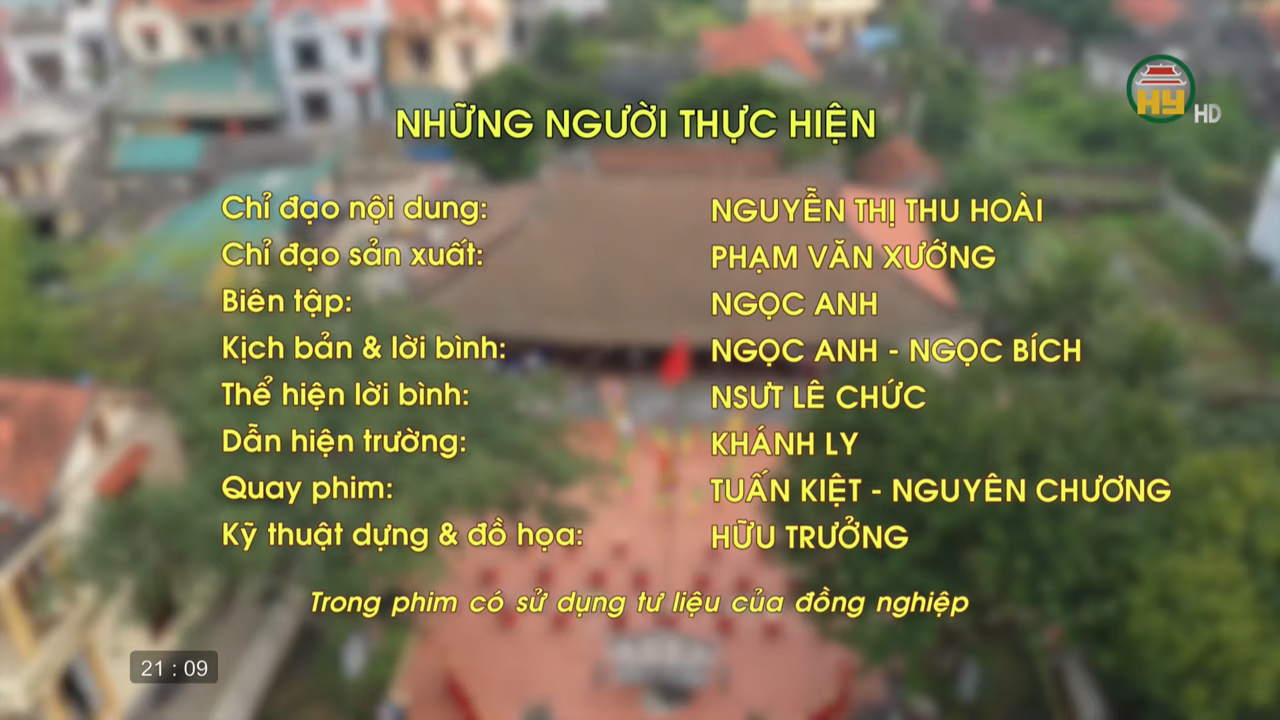 HY HD
NHỮNG NGƯỜI THỰC HIỆN
Chỉ đạo nội dung: NGUYỄN THỊ THU HOÀI
Chỉ đạo sản xuất: PHẠM VĂN XƯỚNG
Biên tập: NGỌC ANH
Kịch bản & lời bình: NGỌC ANH - NGỌC BÍCH
Thể hiện lời bình: NSƯT LÊ CHỨC
Dẫn hiện trường: KHÁNH LY
Quay phim: TUẤN KIỆT - NGUYÊN CHƯƠNG
Kỹ thuật dựng & đồ họa: HỮU TRƯỞNG
Trong phim có sử dụng tư liệu của đồng nghiệp
21 : 09